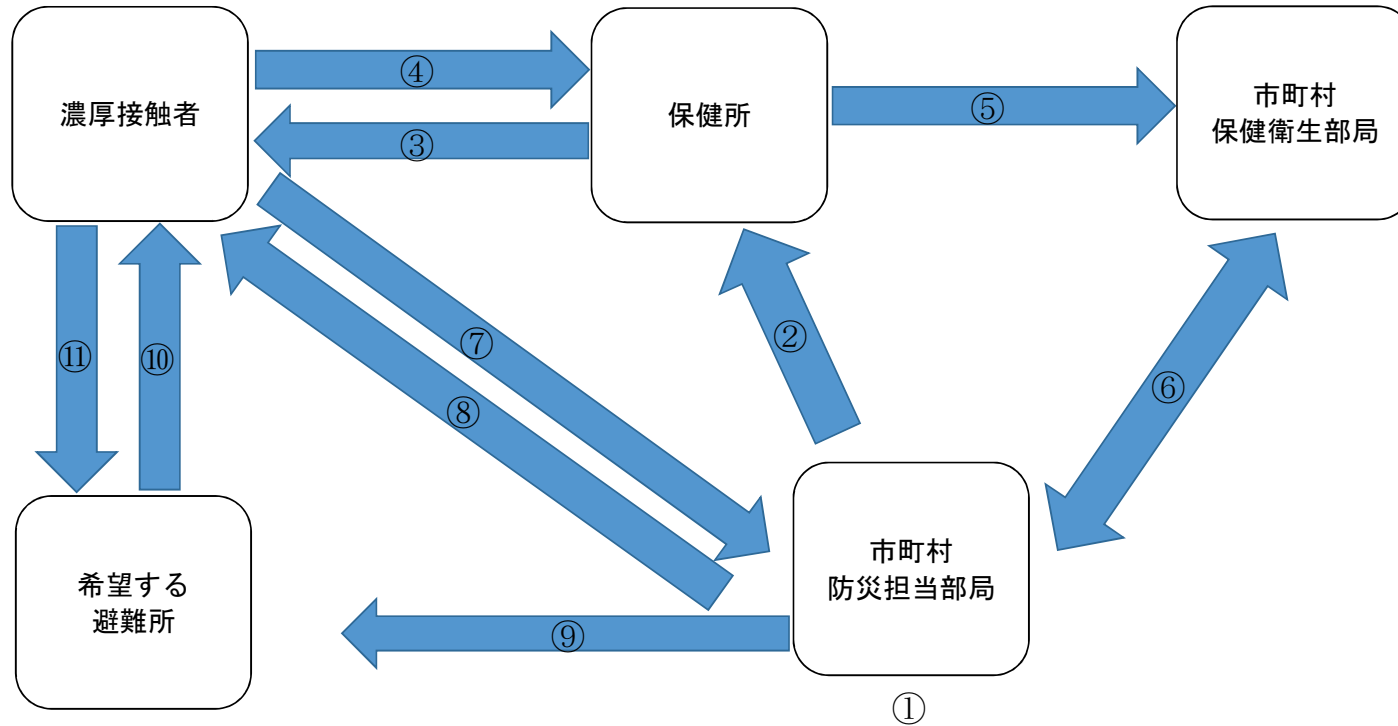 濃厚接触者
④
③
保健所
⑤
市町村
保健衛生部局
⑪
⑩
⑦
⑧
②
⑥
希望する
避難所
⑨
市町村
防災担当部局
①